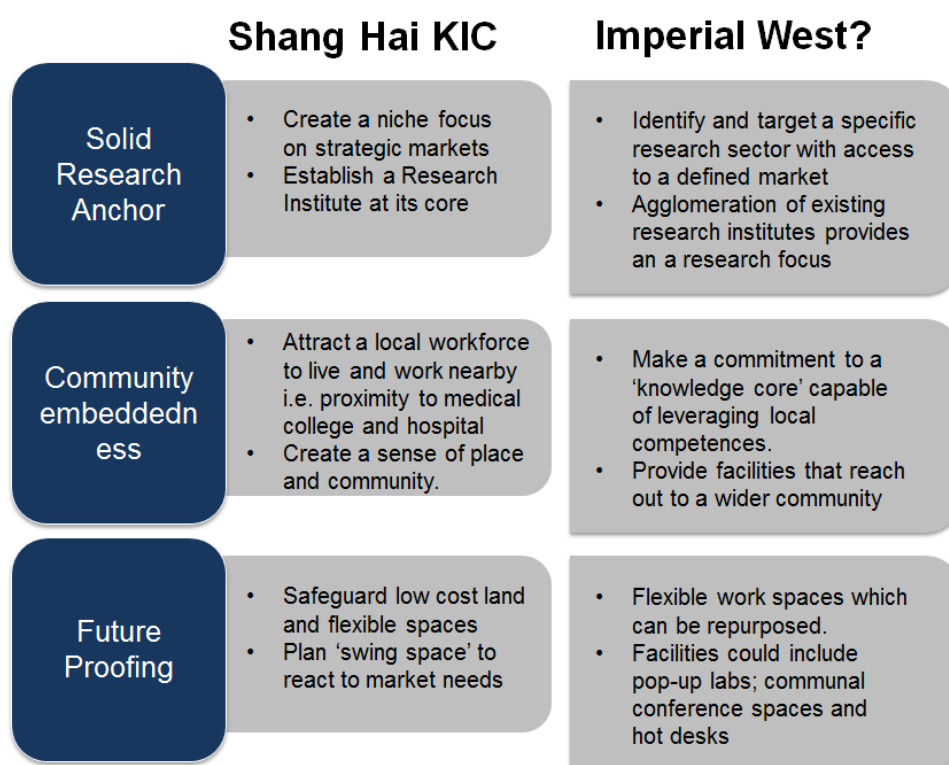 Shang Hai KIC
Imperial West?
Solid
Research
Anchor
• Create a niche focus
on strategic markets
• Establish a Research
Institute at its core
• Identify and target a specific
research sector with access
to a defined market
• Agglomeration of existing
research institutes provides
an a research focus
Community
embeddedn
ess
• Attract a local workforce
to live and work nearby
i.e. proximity to medical
college and hospital
• Create a sense of place
and community.
• Make a commitment to a
‘knowledge core’ capable
of leveraging local
competences.
• Provide facilities that reach
out to a wider community
Future
Proofing
• Safeguard low cost land
and flexible spaces
• Plan ‘swing space’ to
react to market needs
• Flexible work spaces which
can be repurposed.
• Facilities could include
pop-up labs; communal
conference spaces and
hot desks